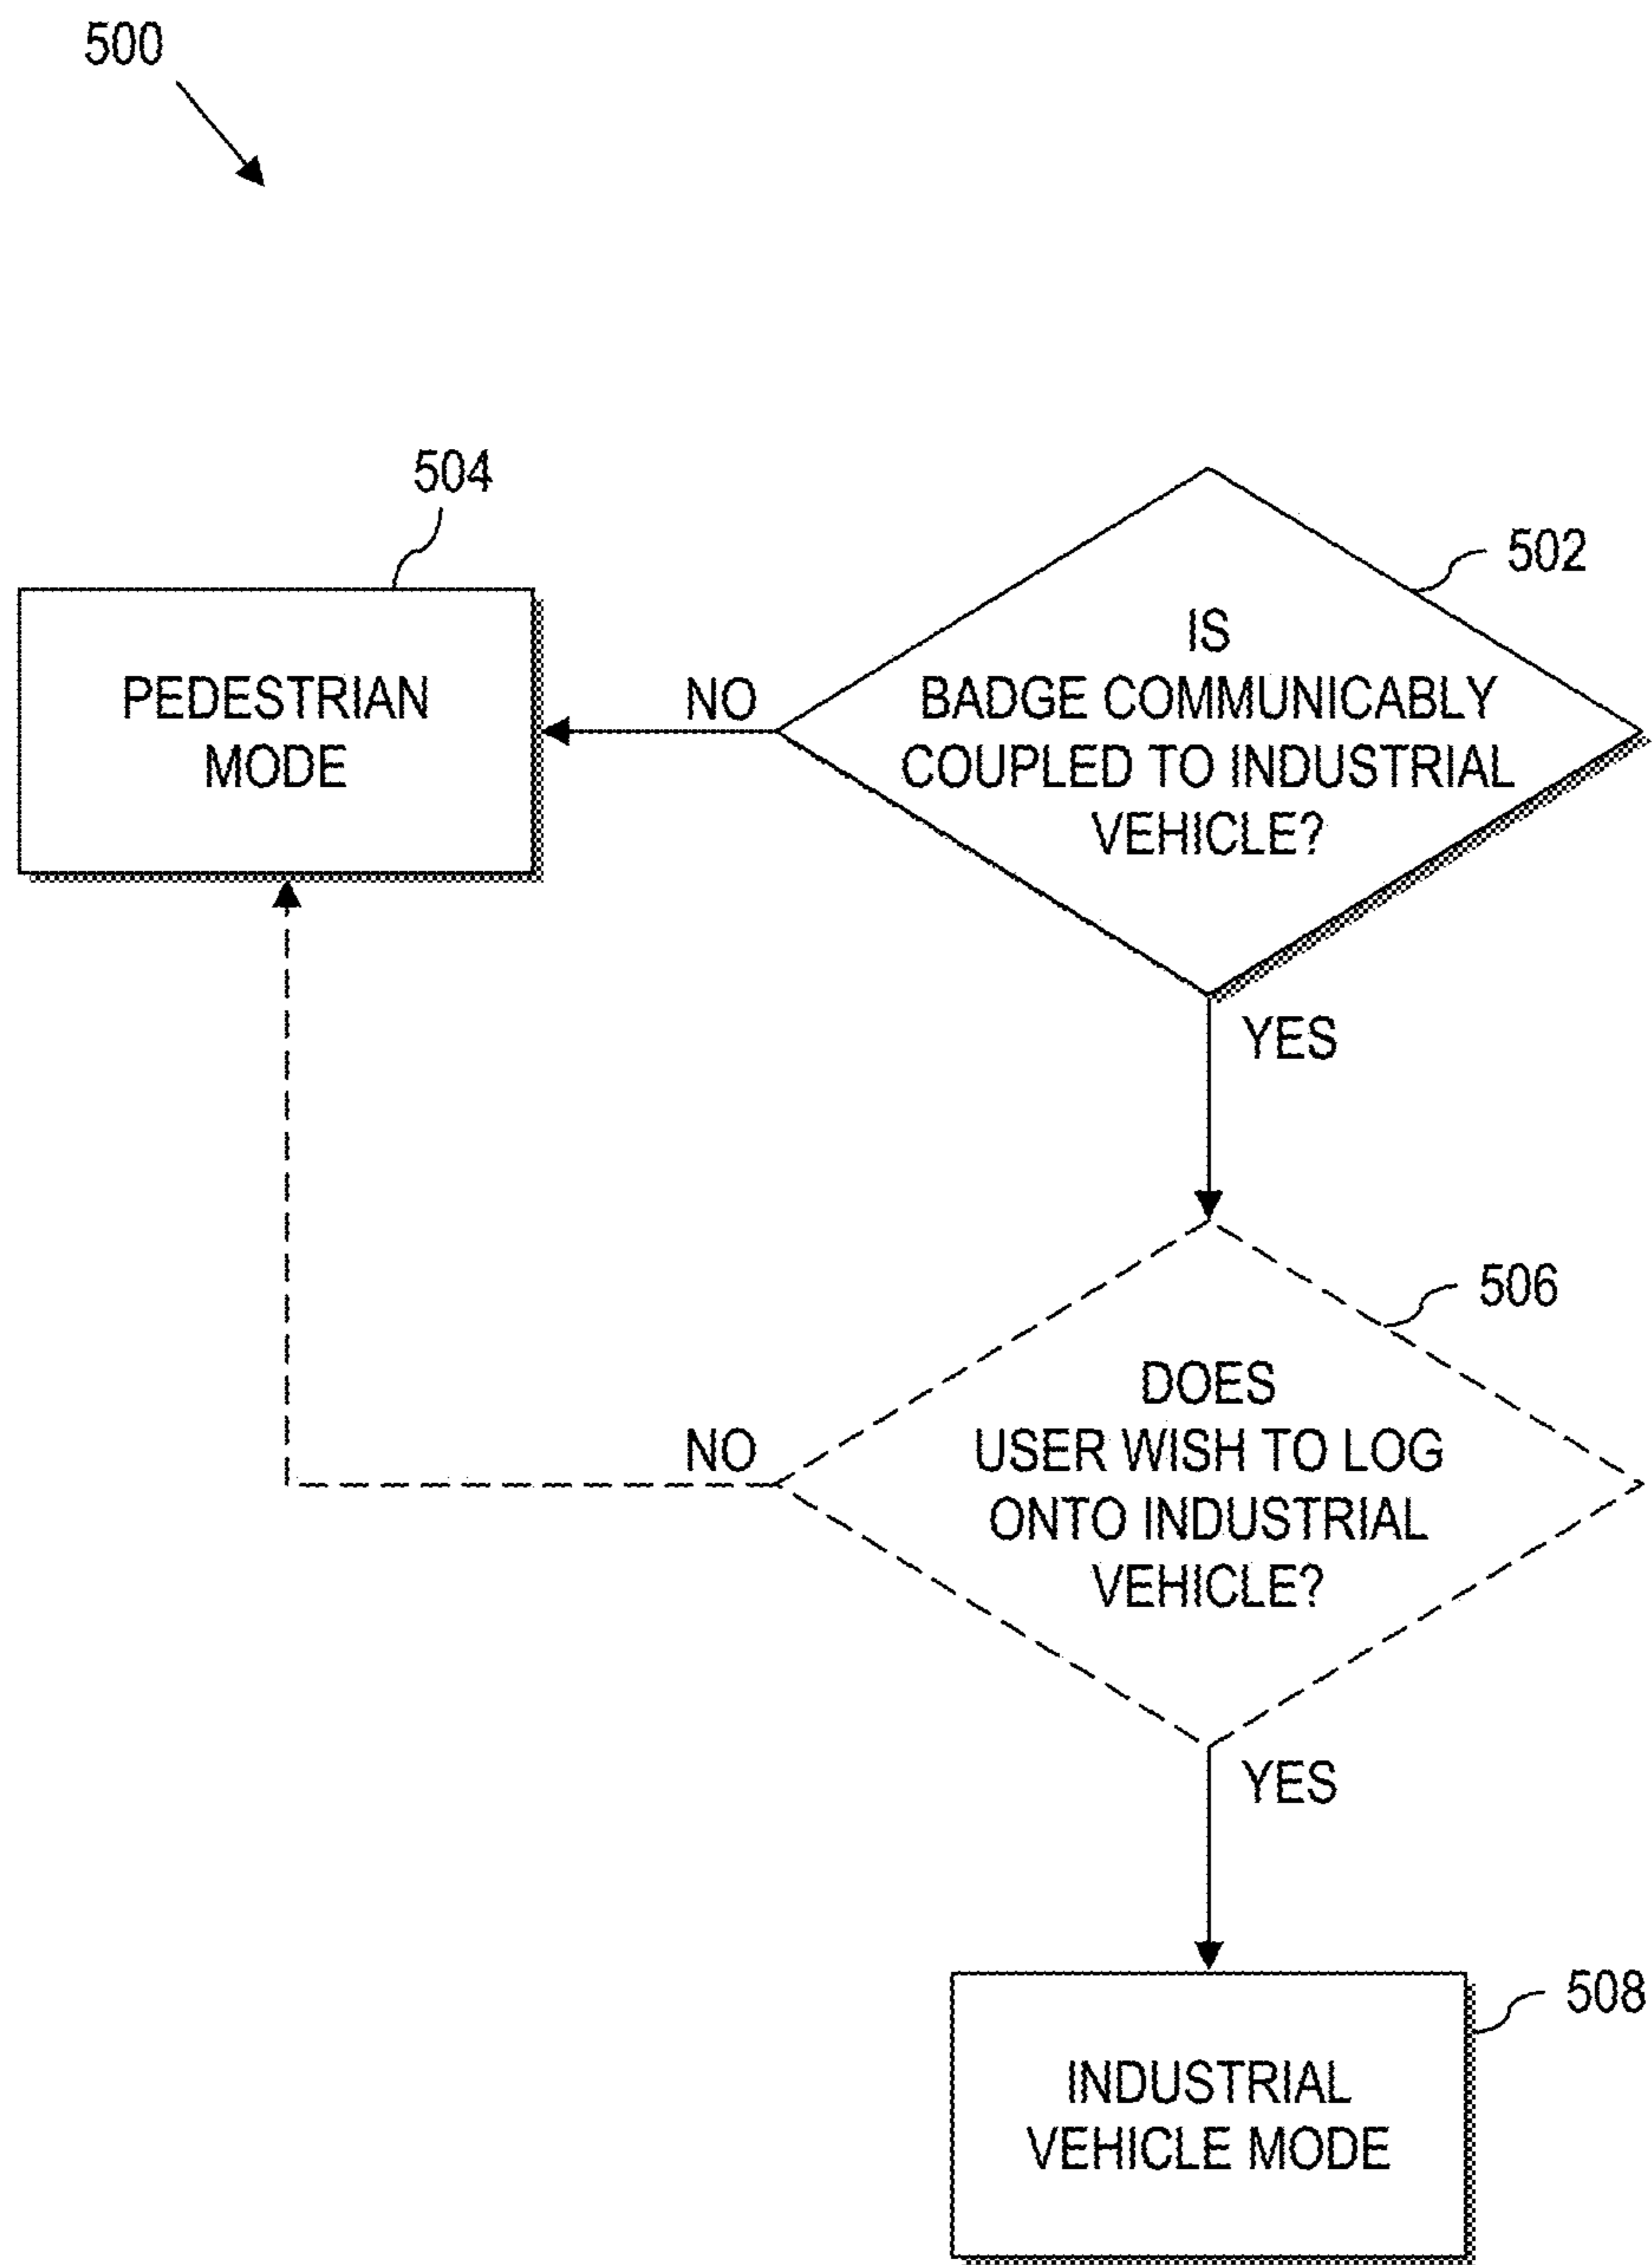 500
504
PEDESTRIAN
MODE
502
IS
BADGE COMMUNICABLY
COUPLED TO INDUSTRIAL
VEHICLE?
NO
YES
506
DOES
USER WISH TO LOG
ONTO INDUSTRIAL
VEHICLE?
NO
YES
508
INDUSTRIAL
VEHICLE MODE